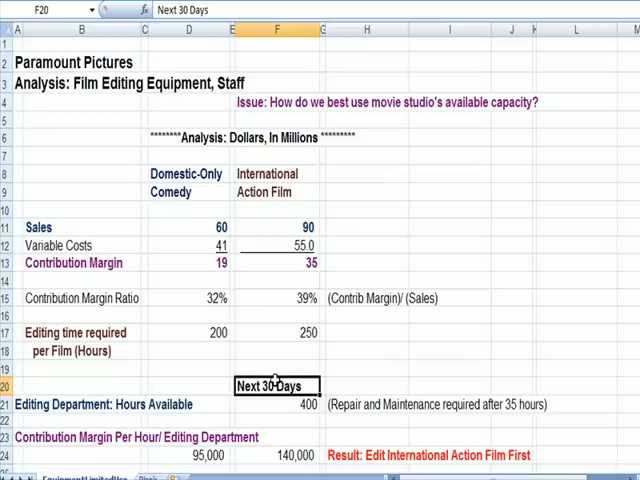 F20 fx Next 30 Days
A B C D E F G H I J K L M
1
2 Paramount Pictures
3 Analysis: Film Editing Equipment, Staff
4 Issue: How do we best use movie studio's available capacity?
5
6 ********Analysis: Dollars, In Millions *********
7
8 Domestic-Only International
9 Comedy Action Film
10
11 Sales 60 90
12 Variable Costs 41 55.0
13 Contribution Margin 19 35
14
15 Contribution Margin Ratio 32% 39% (Contrib Margin)/ (Sales)
16
17 Editing time required 200 250
18 per Film (Hours)
19
20 Next 30 Days
21 Editing Department: Hours Available 400 (Repair and Maintenance required after 35 hours)
22
23 Contribution Margin Per Hour/ Editing Department
24 95,000 140,000 Result: Edit International Action Film First